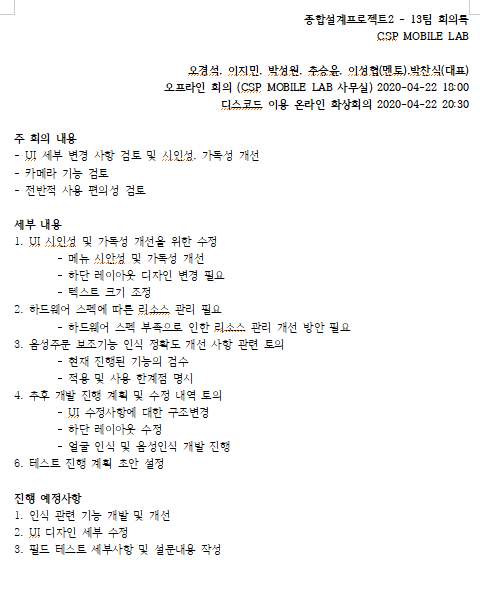 종합설계프로젝트2 - 13팀 회의록
CSP MOBILE LAB
오경석, 이지민, 박성원, 추승윤, 이성협(멘토),박찬식(대표)
오프라인 회의 (CSP MOBILE LAB 사무실) 2020-04-22 18:00
디스코드 이용 온라인 화상회의 2020-04-22 20:30
주 회의 내용
- UI 세부 변경 사항 검토 및 시인성, 가독성 개선
- 카메라 기능 검토
- 전반적 사용 편의성 검토
세부 내용
1. UI 시인성 및 가독성 개선을 위한 수정
- 메뉴 시안성 및 가독성 개선
- 하단 레이아웃 디자인 변경 필요
- 텍스트 크기 조정
2. 하드웨어 스펙에 따른 리소스 관리 필요
- 하드웨어 스펙 부족으로 인한 리소스 관리 개선 방안 필요
3. 음성주문 보조기능 인식 정확도 개선 사항 관련 토의
- 현재 진행된 기능의 검수
- 적용 및 사용 한계점 명시
4. 추후 개발 진행 계획 및 수정 내역 토의
- UI 수정사항에 대한 구조변경
- 하단 레이아웃 수정
- 얼굴 인식 및 음성인식 개발 진행
6. 테스트 진행 계획 초안 설정
진행 예정사항
1. 인식 관련 기능 개발 및 개선
2. UI 디자인 세부 수정
3. 필드 테스트 세부사항 및 설문내용 작성